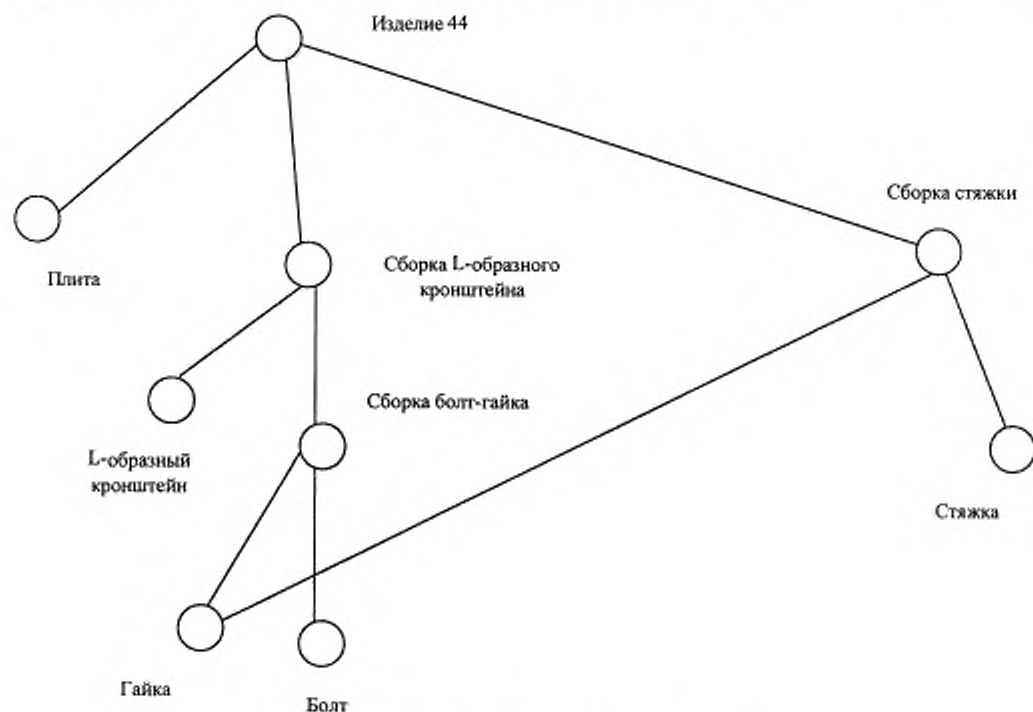 Изделие 44
Сборка стяжки
Плита
Сборка L-образного
кронштейна
Сборка болт-гайка
L-образный
кронштейн
Стяжка
Гайка
Болт